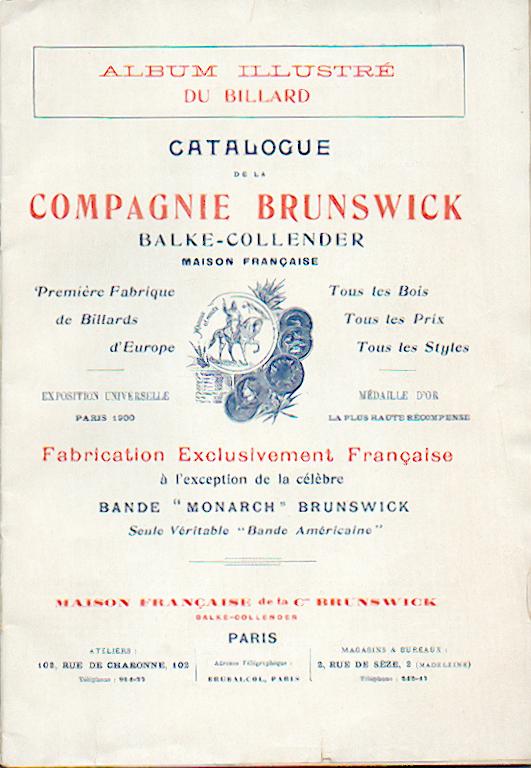 ALBUM ILLUSTRÉ
DU BILLARD
CATALOGUE
DE LA
COMPAGNIE BRUNSWICK
BALKE-COLLENDER
MAISON FRANÇAISE
Première Fabrique
de Billards
d'Europe
Tous les Bois
Tous les Prix
Tous les Styles
EXPOSITION UNIVERSELLE
PARIS 1900
MÉDAILLE D'OR
LA PLUS HAUTE RÉCOMPENSE
Fabrication Exclusivement Française
à l'exception de la célèbre
BANDE "MONARCH" BRUNSWICK
Seule Véritable "Bande Américaine"
MAISON FRANÇAISE de la Cie BRUNSWICK
BALKE-COLLENDER
PARIS
ATELIERS :
102, RUE DE CHARONNE, 102
Téléphone :
Adresse Télégraphique :
BRUBALCOL, PARIS
MAGASINS & BUREAUX :
2, RUE DE SÈZE, 2 (MADELEINE)
Téléphone :